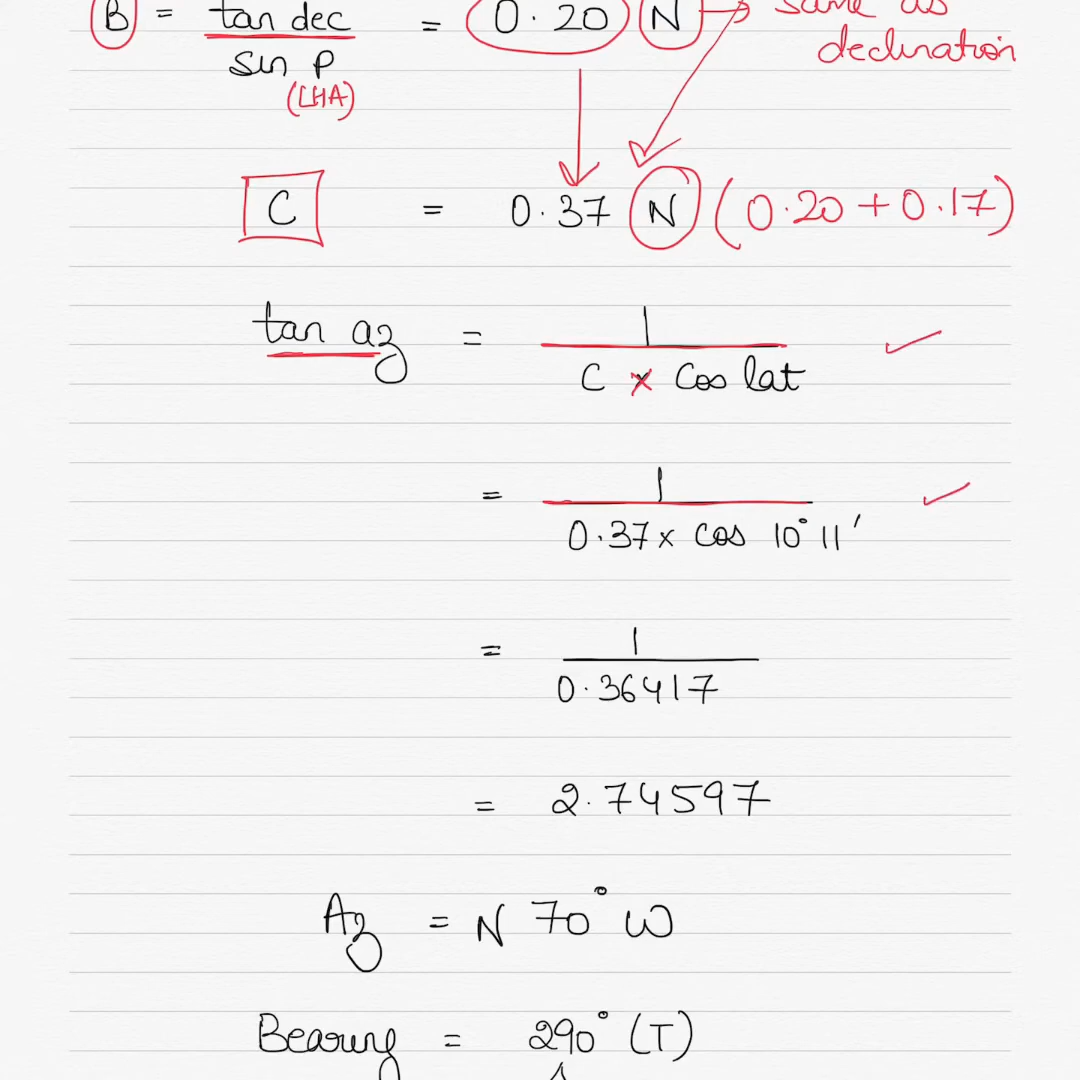 B = tan dec / sin P = 0.20 N → same as
declination
(LHA)
C = 0.37 N (0.20 + 0.17)
tan az = 1 / C × Cos lat
= 1 / 0.37 × cos 10° 11′
= 1 / 0.36417
= 2.74597
Az = N 70° W
Bearing = 290° (T)